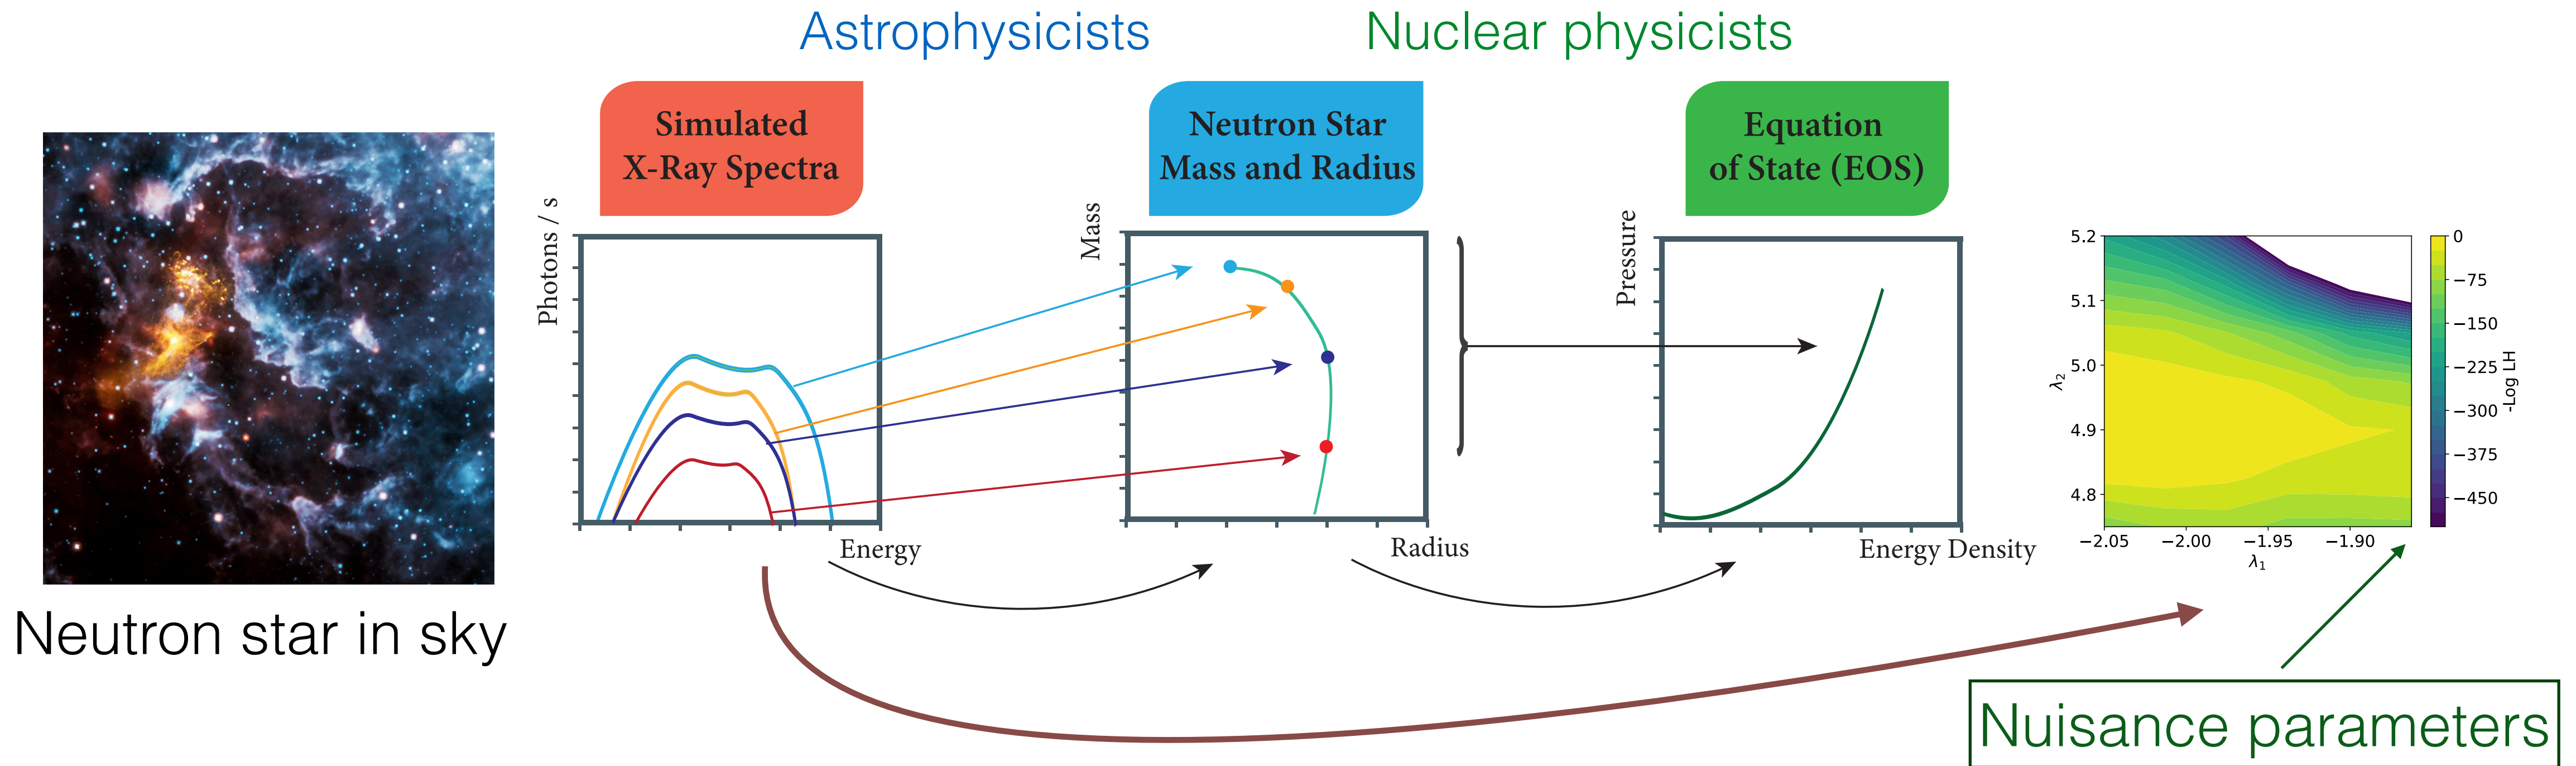 Astrophysicists
Nuclear physicists
Simulated
X-Ray Spectra
Neutron Star
Mass and Radius
Equation
of State (EOS)
Photons / s
Energy
Mass
Radius
Pressure
Energy Density
5.2
5.1
5.0
4.9
4.8
λ₂
−2.05
−2.00
−1.95
−1.90
λ₁
0
−75
−150
−225
−300
−375
−450
-Log LH
Neutron star in sky
Nuisance parameters